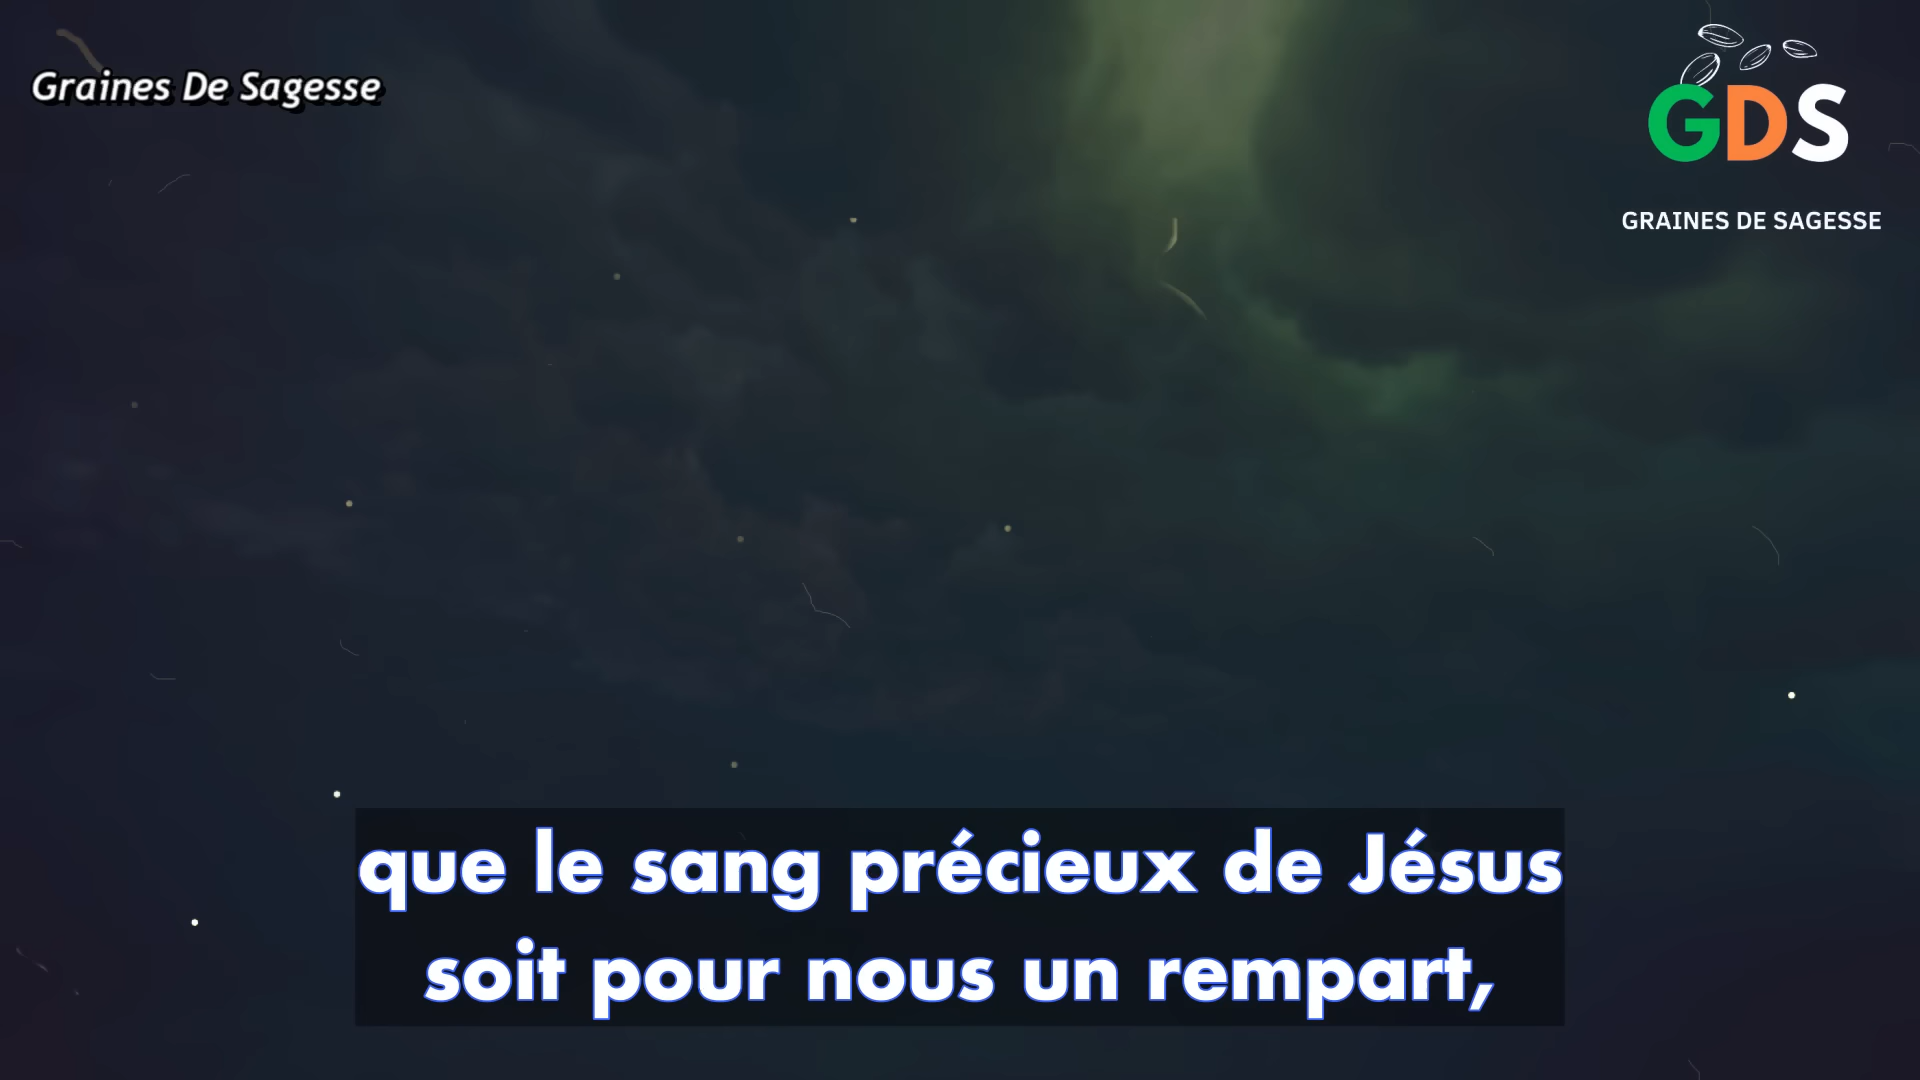 Graines De Sagesse
GDS
GRAINES DE SAGESSE
que le sang précieux de Jésus
soit pour nous un rempart,